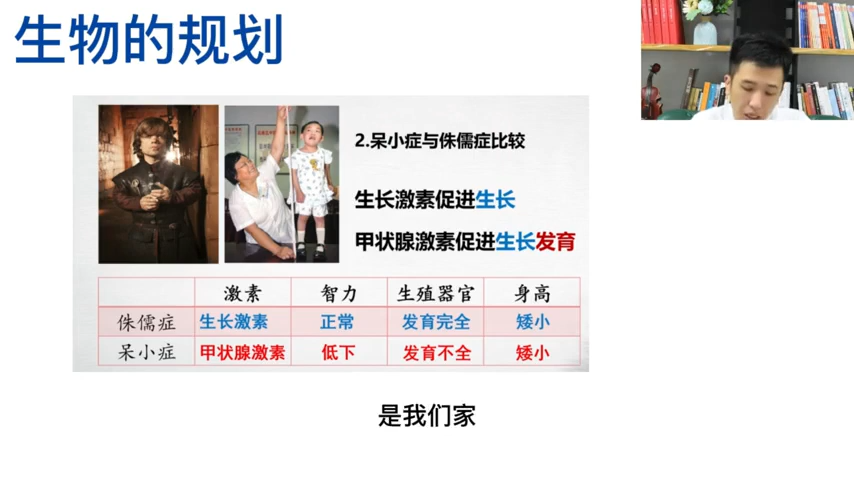 生物的规划
2.呆小症与侏儒症比较
生长激素促进生长
甲状腺激素促进生长发育
激素 智力 生殖器官 身高
侏儒症 生长激素 正常 发育完全 矮小
呆小症 甲状腺激素 低下 发育不全 矮小
是我们家